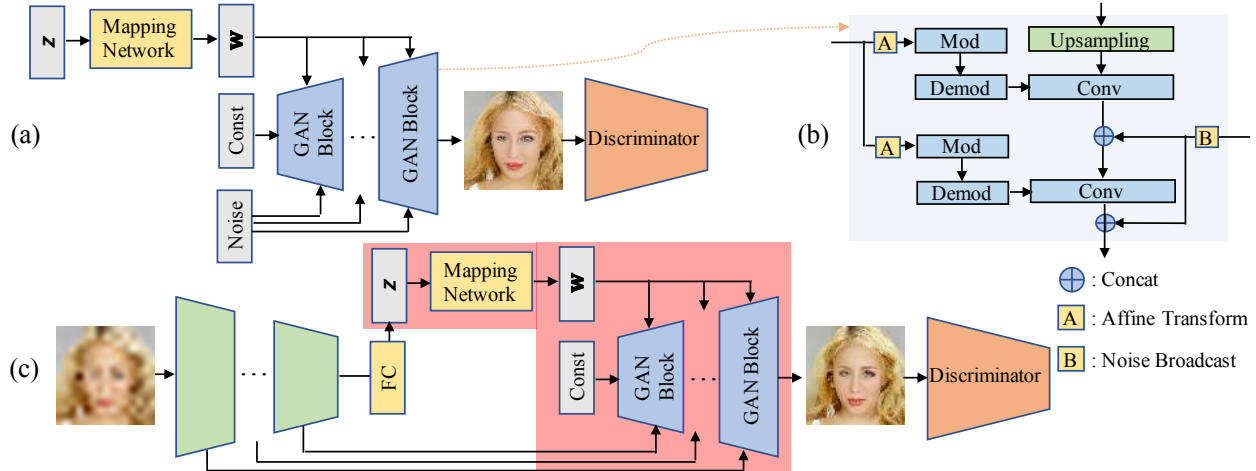 (a)
z
Mapping
Network
w
Const
GAN
Block
...
GAN Block
Noise
Discriminator
(b)
A
Mod
Upsampling
Demod
Conv
B
A
Mod
Demod
Conv
: Concat
A : Affine Transform
B : Noise Broadcast
(c)
...
FC
z
Mapping
Network
w
Const
GAN
Block
...
GAN Block
Discriminator